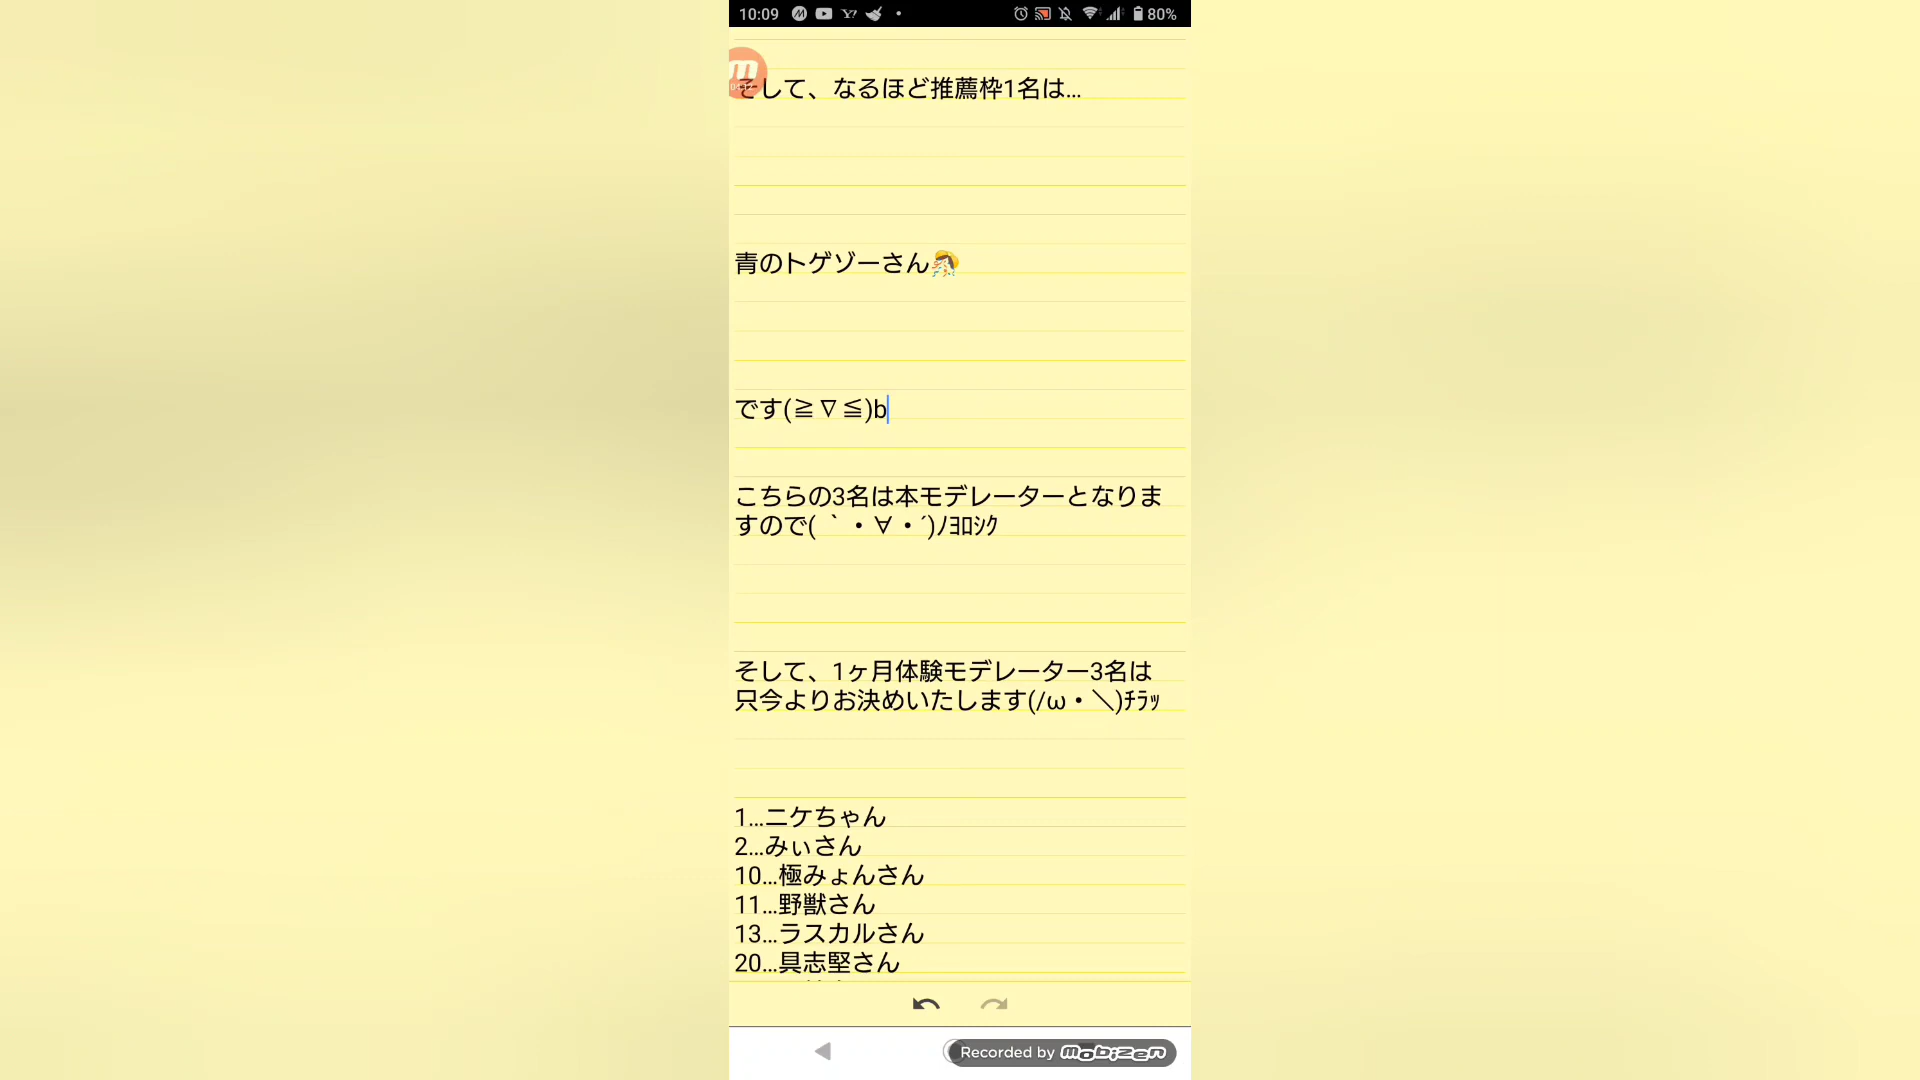 10:09
80%
そして、なるほど推薦枠1名は…
青のトゲゾーさん🎊
です(≧∇≦)b
こちらの3名は本モデレーターとなりま
すので( ｀・∀・´)ﾉﾖﾛｼｸ
そして、1ヶ月体験モデレーター3名は
只今よりお決めいたします(/ω・＼)ﾁﾗｯ
1…ニケちゃん
2…みぃさん
10…極みょんさん
11…野獣さん
13…ラスカルさん
20…具志堅さん
Recorded by mobizen